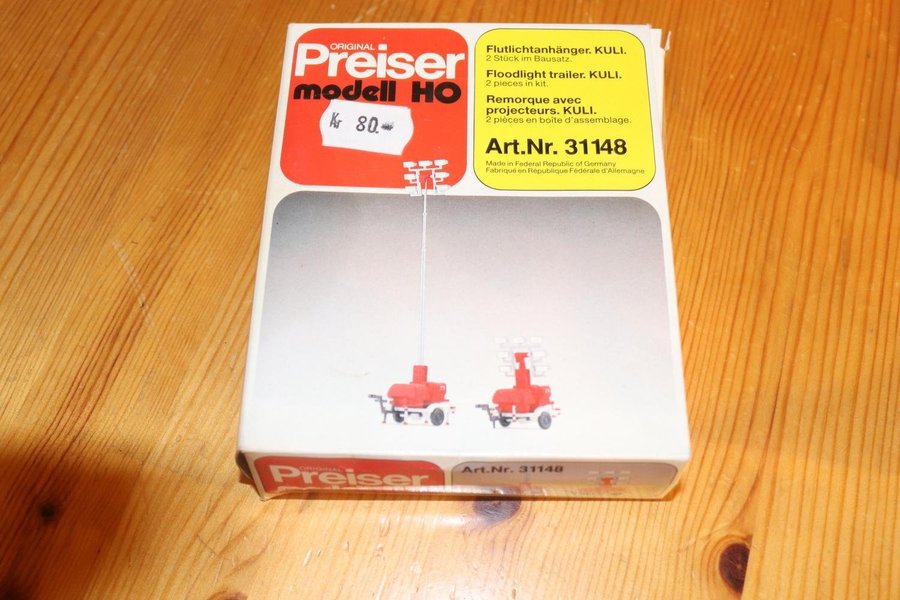 ORIGINAL
Preiser
modell HO
Kr 80.-
Flutlichtanhänger. KULI.
2 Stück im Bausatz.
Floodlight trailer. KULI.
2 pieces in kit.
Remorque avec
projecteurs. KULI.
2 pièces en boîte d'assemblage.
Art.Nr. 31148
Made in Federal Republic of Germany
Fabriqué en République Fédérale d'Allemagne
ORIGINAL
Preiser
Art.Nr. 31148